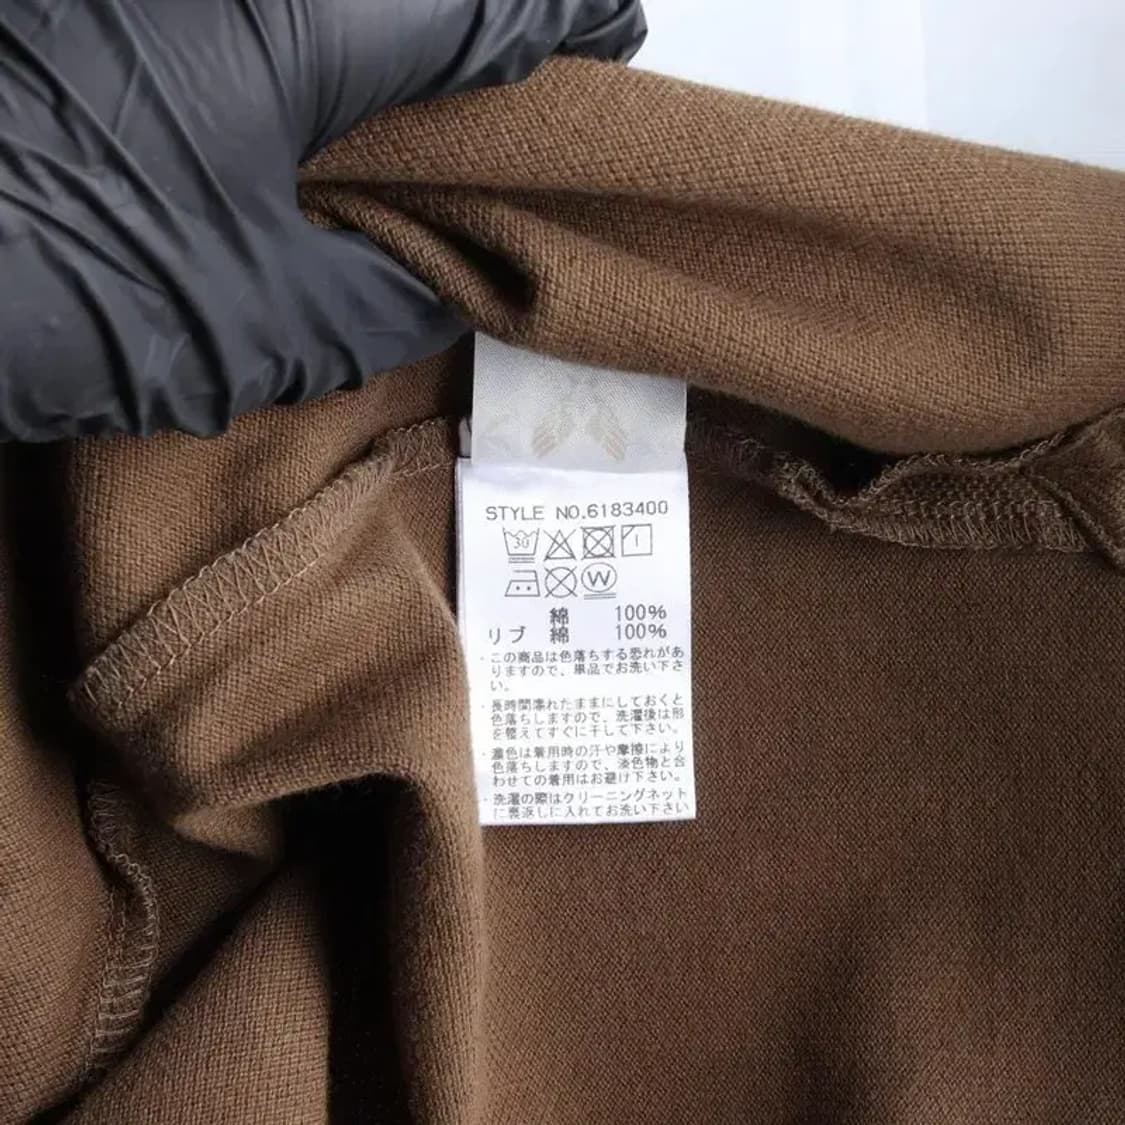 STYLE NO.6183400
30
W
綿 100%
リブ 綿 100%
・この商品は色落ちする恐れがあ
りますので、単品でお洗い下さ
い。
・長時間濡れたままにしておくと
色落ちしますので、洗濯後は形
を整えてすぐに干して下さい。
・濃色は着用時の汗や摩擦により
色落ちしますので、淡色物と合
わせての着用はお避け下さい。
・洗濯の際はクリーニングネット
に裏返しに入れてお洗い下さい